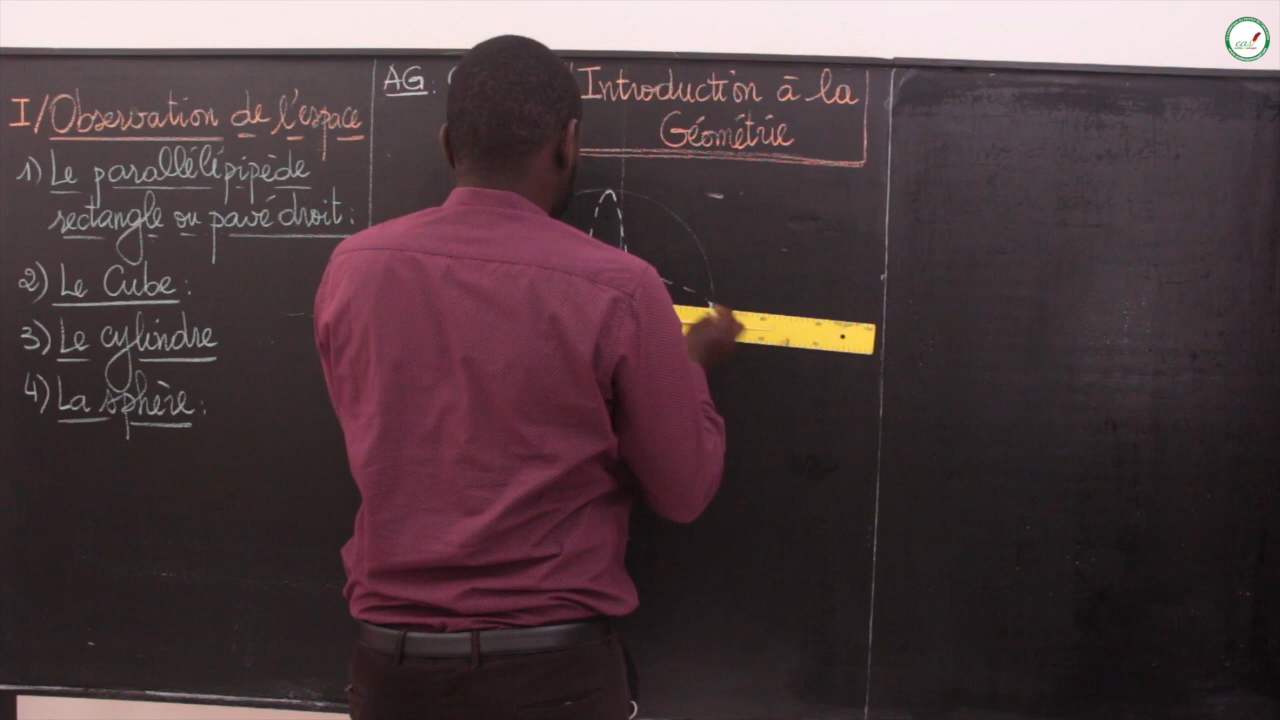 I/Observation de l'espace
1) Le parallélépipède
rectangle ou pavé droit:
2) Le Cube:
3) Le cylindre
4) La sphère:
AG:
Introduction à la
Géométrie
eas!